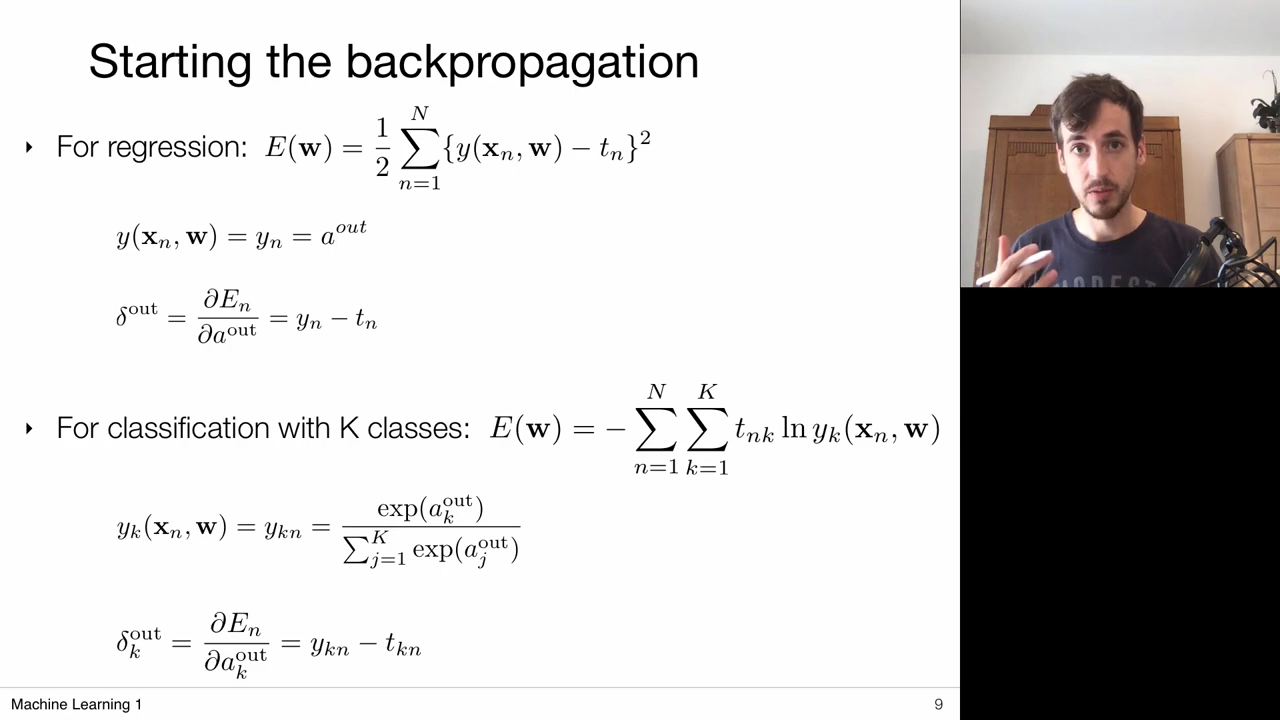 Starting the backpropagation
‣ For regression: E(𝐰) = 1/2 ∑_{n=1}^{N} {y(𝐱_n, 𝐰) − t_n}²
y(𝐱_n, 𝐰) = y_n = a^{out}
δ^{out} = ∂E_n/∂a^{out} = y_n − t_n
‣ For classification with K classes: E(𝐰) = − ∑_{n=1}^{N} ∑_{k=1}^{K} t_{nk} ln y_k(𝐱_n, 𝐰)
y_k(𝐱_n, 𝐰) = y_{kn} = exp(a_k^{out}) / ∑_{j=1}^{K} exp(a_j^{out})
δ_k^{out} = ∂E_n/∂a_k^{out} = y_{kn} − t_{kn}
Machine Learning 1
9